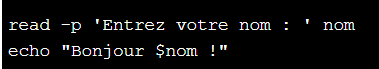 read -p 'Entrez votre nom : ' nom
echo "Bonjour $nom !"